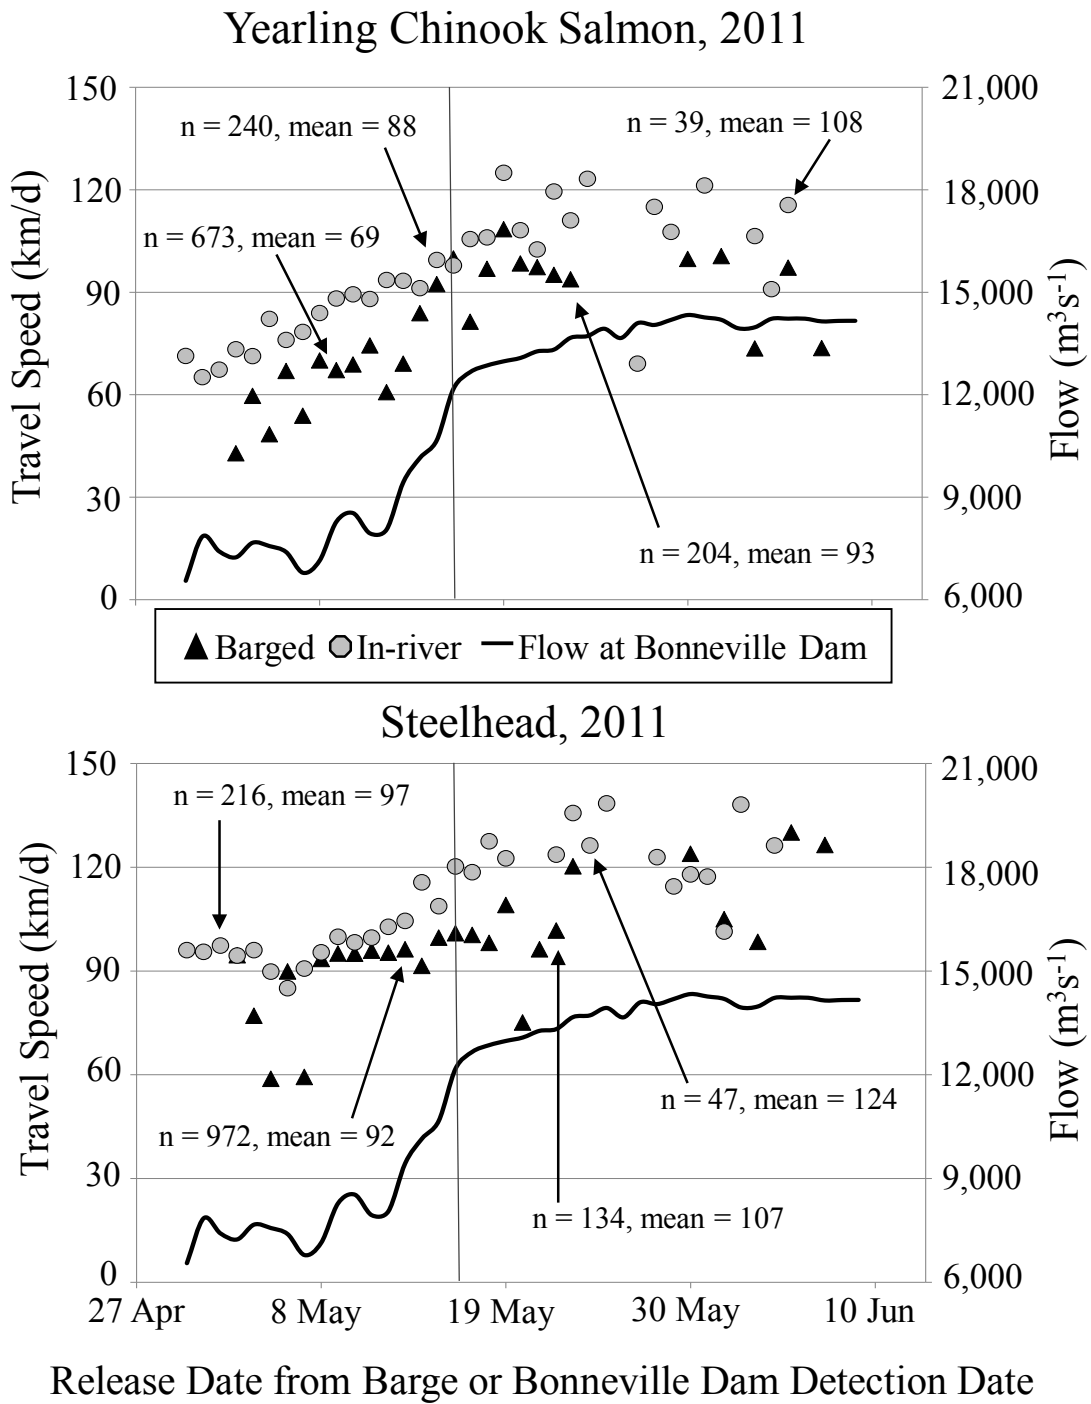 Yearling Chinook Salmon, 2011
150
120
90
60
30
0
Travel Speed (km/d)
21,000
18,000
15,000
12,000
9,000
6,000
Flow (m³s⁻¹)
n = 240, mean = 88
n = 39, mean = 108
n = 673, mean = 69
n = 204, mean = 93
Barged In-river Flow at Bonneville Dam
Steelhead, 2011
150
120
90
60
30
0
Travel Speed (km/d)
21,000
18,000
15,000
12,000
9,000
6,000
Flow (m³s⁻¹)
n = 216, mean = 97
n = 47, mean = 124
n = 972, mean = 92
n = 134, mean = 107
27 Apr 8 May 19 May 30 May 10 Jun
Release Date from Barge or Bonneville Dam Detection Date